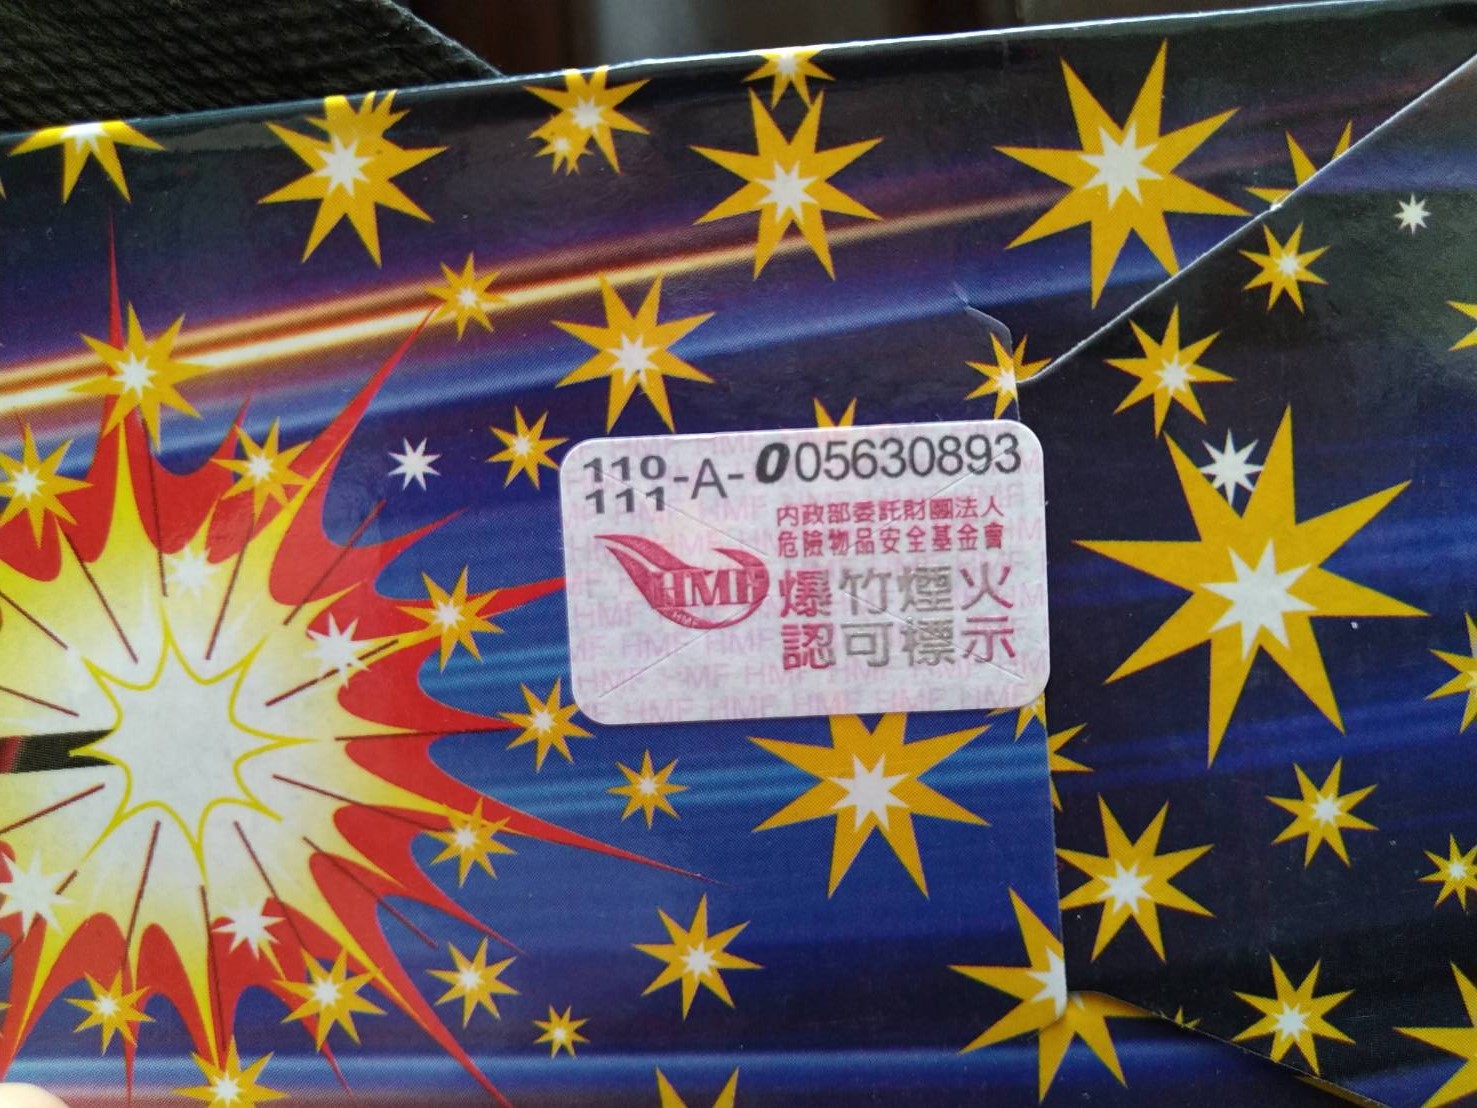 110
111-A-005630893
內政部委託財團法人
危險物品安全基金會
HMF
爆竹煙火
認可標示